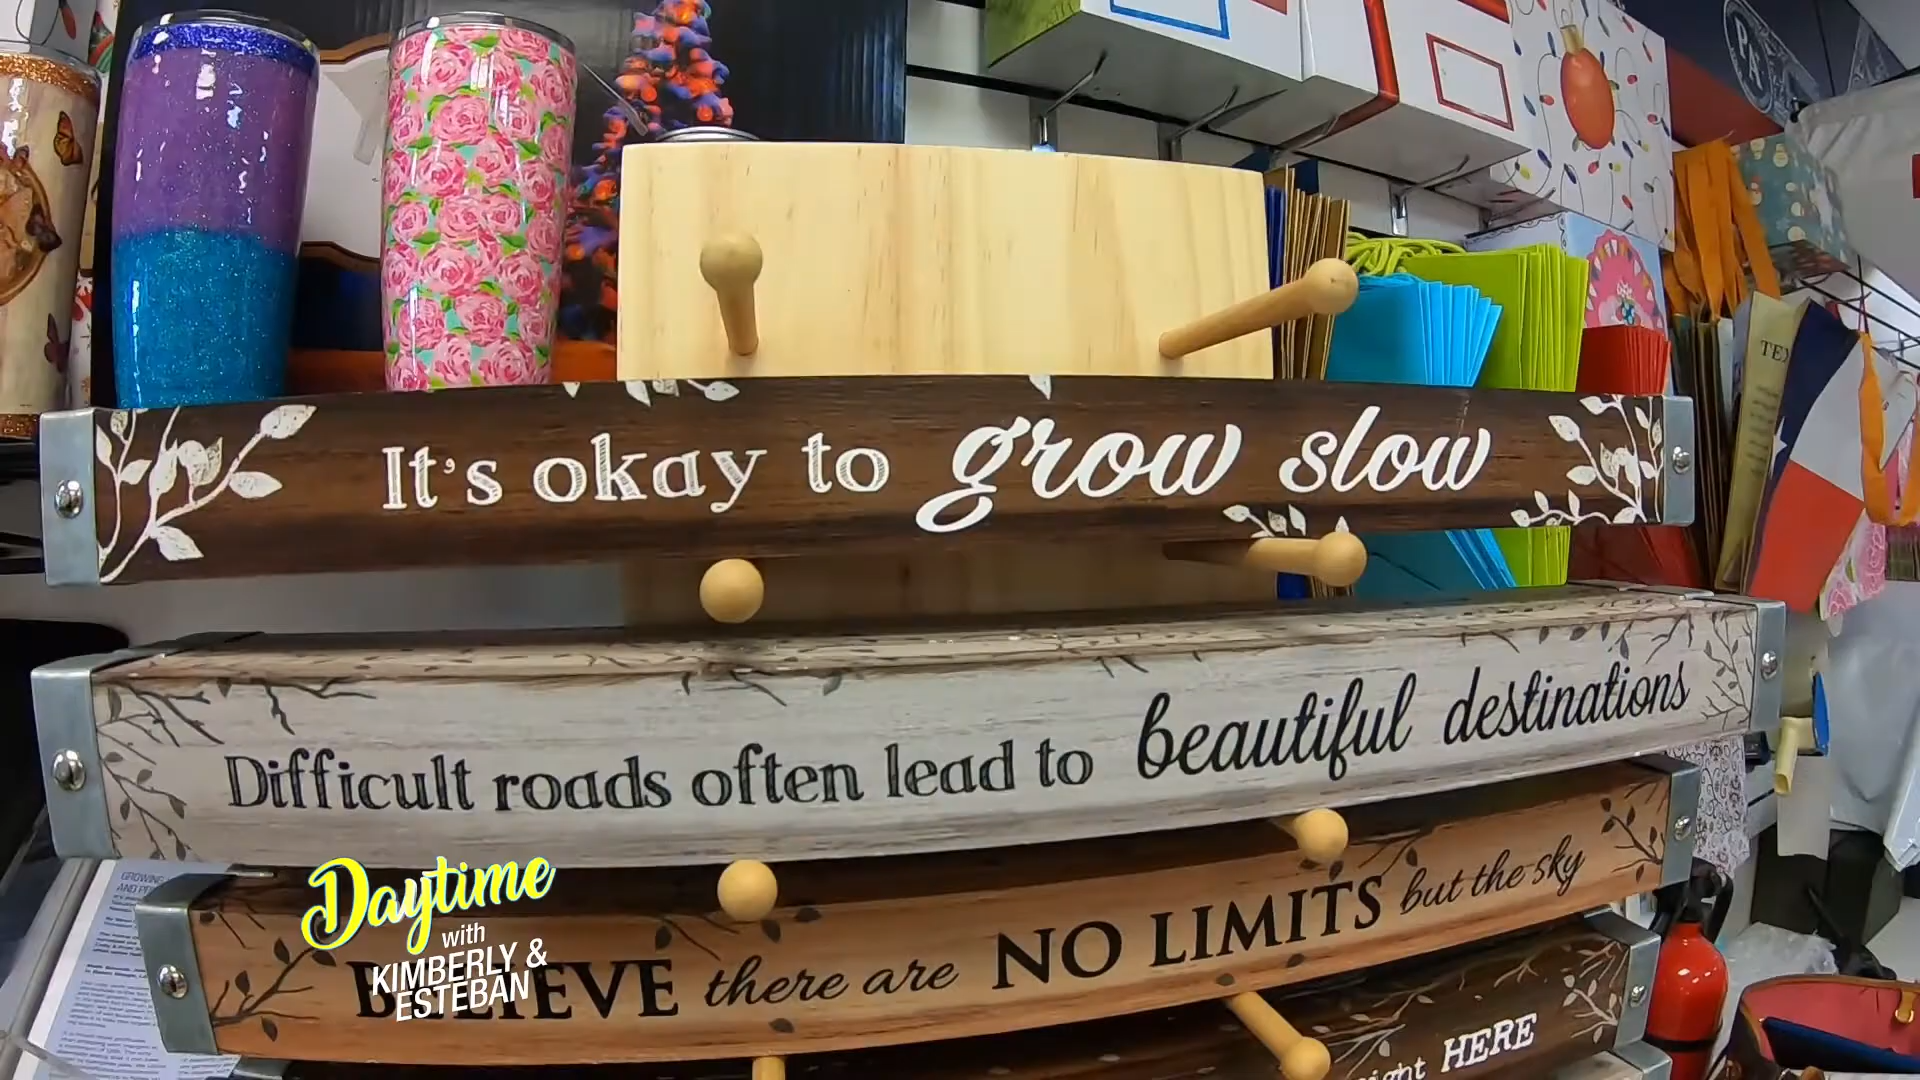 It's okay to grow slow
Difficult roads often lead to beautiful destinations
BELIEVE there are NO LIMITS but the sky
HERE
Daytime
with
KIMBERLY &
ESTEBAN